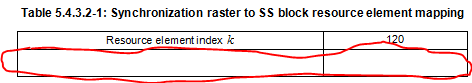 Table 5.4.3.2-1: Synchronization raster to SS block resource element mapping
Resource element index k 120